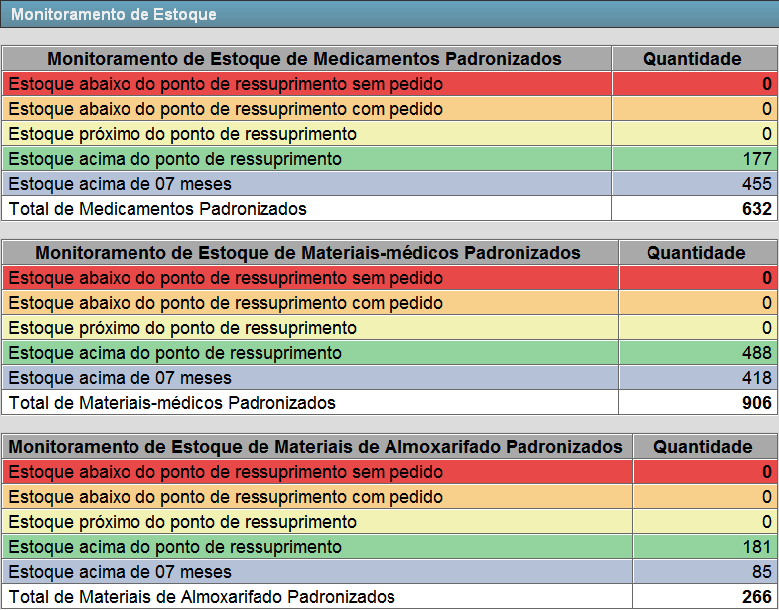 Monitoramento de Estoque
Monitoramento de Estoque de Medicamentos Padronizados Quantidade
Estoque abaixo do ponto de ressuprimento sem pedido 0
Estoque abaixo do ponto de ressuprimento com pedido 0
Estoque próximo do ponto de ressuprimento 0
Estoque acima do ponto de ressuprimento 177
Estoque acima de 07 meses 455
Total de Medicamentos Padronizados 632
Monitoramento de Estoque de Materiais-médicos Padronizados Quantidade
Estoque abaixo do ponto de ressuprimento sem pedido 0
Estoque abaixo do ponto de ressuprimento com pedido 0
Estoque próximo do ponto de ressuprimento 0
Estoque acima do ponto de ressuprimento 488
Estoque acima de 07 meses 418
Total de Materiais-médicos Padronizados 906
Monitoramento de Estoque de Materiais de Almoxarifado Padronizados Quantidade
Estoque abaixo do ponto de ressuprimento sem pedido 0
Estoque abaixo do ponto de ressuprimento com pedido 0
Estoque próximo do ponto de ressuprimento 0
Estoque acima do ponto de ressuprimento 181
Estoque acima de 07 meses 85
Total de Materiais de Almoxarifado Padronizados 266